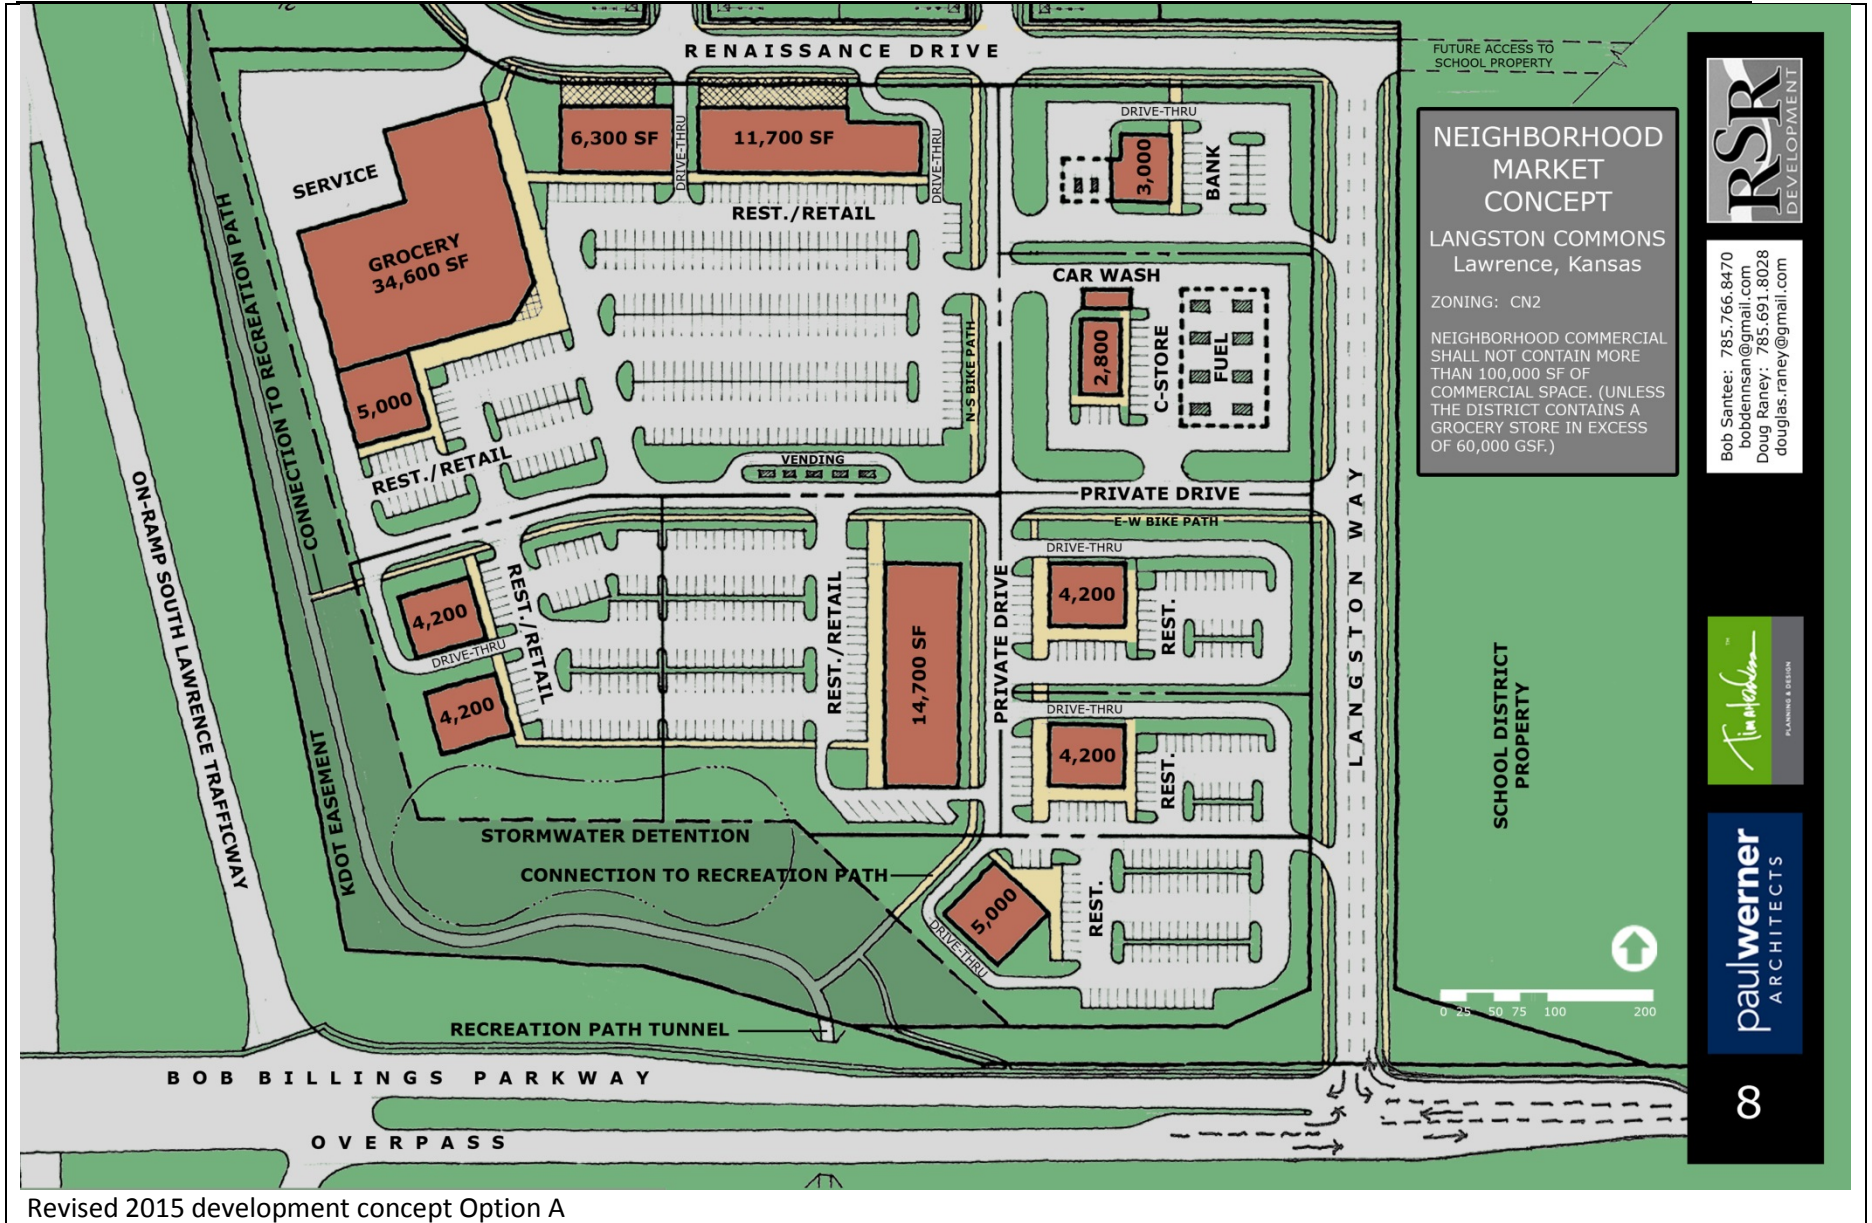 RENAISSANCE DRIVE
FUTURE ACCESS TO
SCHOOL PROPERTY
6,300 SF
DRIVE-THRU
11,700 SF
DRIVE-THRU
DRIVE-THRU
3,000
BANK
SERVICE
GROCERY
34,600 SF
REST./RETAIL
CAR WASH
2,800
C-STORE
FUEL
N-S BIKE PATH
5,000
REST./RETAIL
VENDING
PRIVATE DRIVE
E-W BIKE PATH
CONNECTION TO RECREATION PATH
ON-RAMP SOUTH LAWRENCE TRAFFICWAY
KDOT EASEMENT
4,200
DRIVE-THRU
4,200
REST./RETAIL
REST./RETAIL
14,700 SF
PRIVATE DRIVE
DRIVE-THRU
4,200
REST.
DRIVE-THRU
4,200
REST.
LANGSTON WAY
SCHOOL DISTRICT
PROPERTY
STORMWATER DETENTION
CONNECTION TO RECREATION PATH
5,000
DRIVE-THRU
REST.
RECREATION PATH TUNNEL
BOB BILLINGS PARKWAY
OVERPASS
0 25 50 75 100 200
NEIGHBORHOOD
MARKET
CONCEPT
LANGSTON COMMONS
Lawrence, Kansas
ZONING: CN2
NEIGHBORHOOD COMMERCIAL
SHALL NOT CONTAIN MORE
THAN 100,000 SF OF
COMMERCIAL SPACE. (UNLESS
THE DISTRICT CONTAINS A
GROCERY STORE IN EXCESS
OF 60,000 GSF.)
RSR
DEVELOPMENT
Bob Santee: 785.766.8470
bobdennsan@gmail.com
Doug Raney: 785.691.8028
douglas.raney@gmail.com
PLANNING & DESIGN
paulwerner
ARCHITECTS
8
Revised 2015 development concept Option A